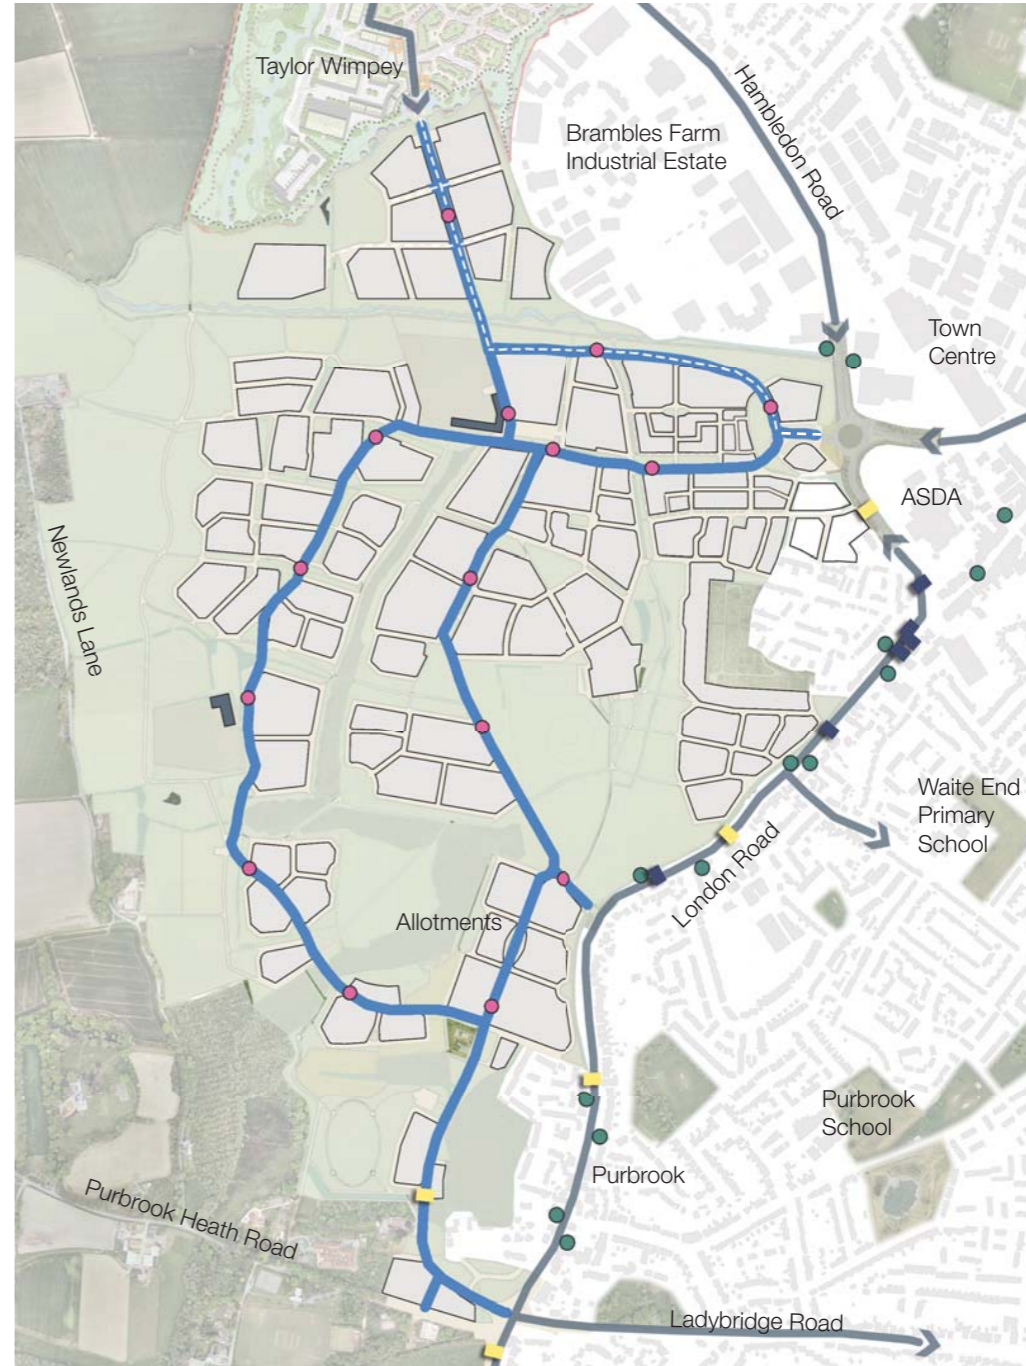 Taylor Wimpey
Hambledon Road
Brambles Farm
Industrial Estate
Town
Centre
ASDA
Newlands Lane
Waite End
Primary
School
London Road
Allotments
Purbrook
School
Purbrook
Purbrook Heath Road
Ladybridge Road